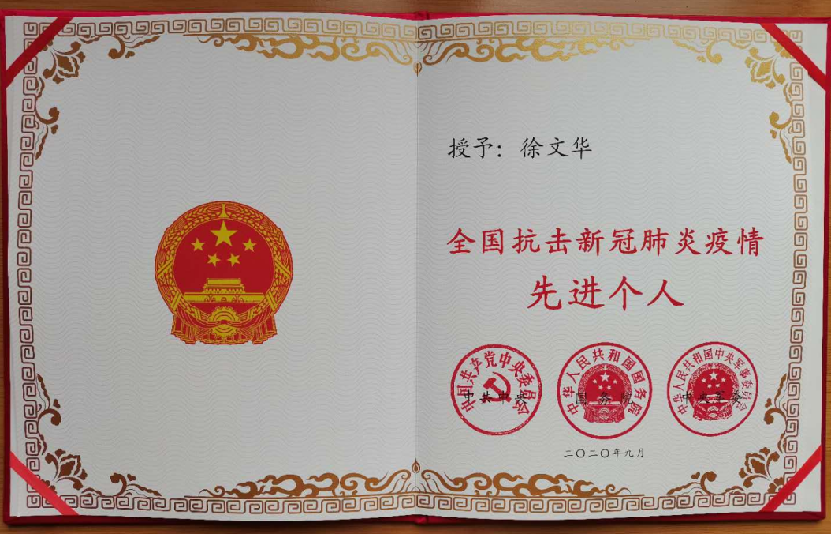 授予：徐文华
全国抗击新冠肺炎疫情
先进个人
中国共产党中央委员会
中共中央
中华人民共和国国务院
国务院
中华人民共和国中央军事委员会
中央军委
二〇二〇年九月